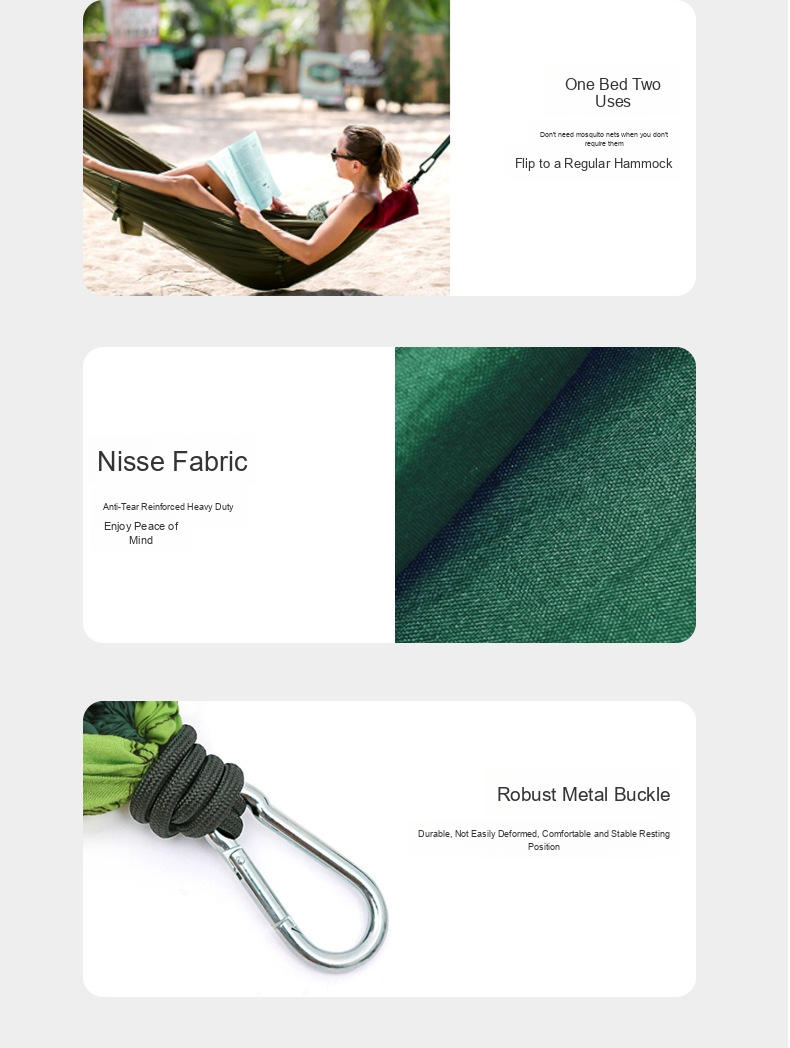 One Bed Two
Uses
Don't need mosquito nets when you don't
require them
Flip to a Regular Hammock
Nisse Fabric
Anti-Tear Reinforced Heavy Duty
Enjoy Peace of
Mind
Robust Metal Buckle
Durable, Not Easily Deformed, Comfortable and Stable Resting
Position